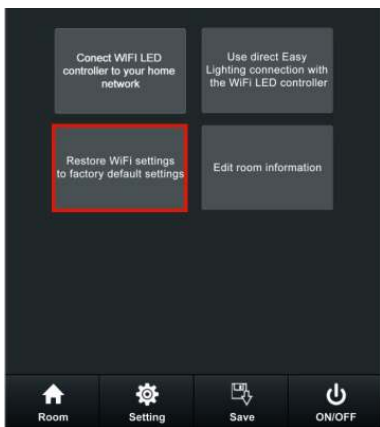 Conect WIFI LED
controller to your home
network
Use direct Easy
Lighting connection with
the WiFi LED controller
Restore WiFi settings
to factory default settings
Edit room information
Room
Setting
Save
ON/OFF